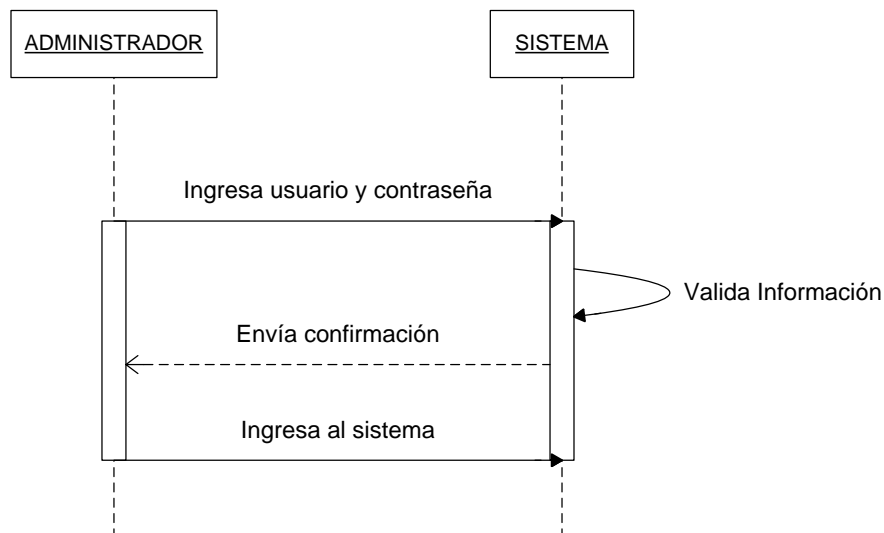 ADMINISTRADOR
SISTEMA
Ingresa usuario y contraseña
Valida Información
Envía confirmación
Ingresa al sistema